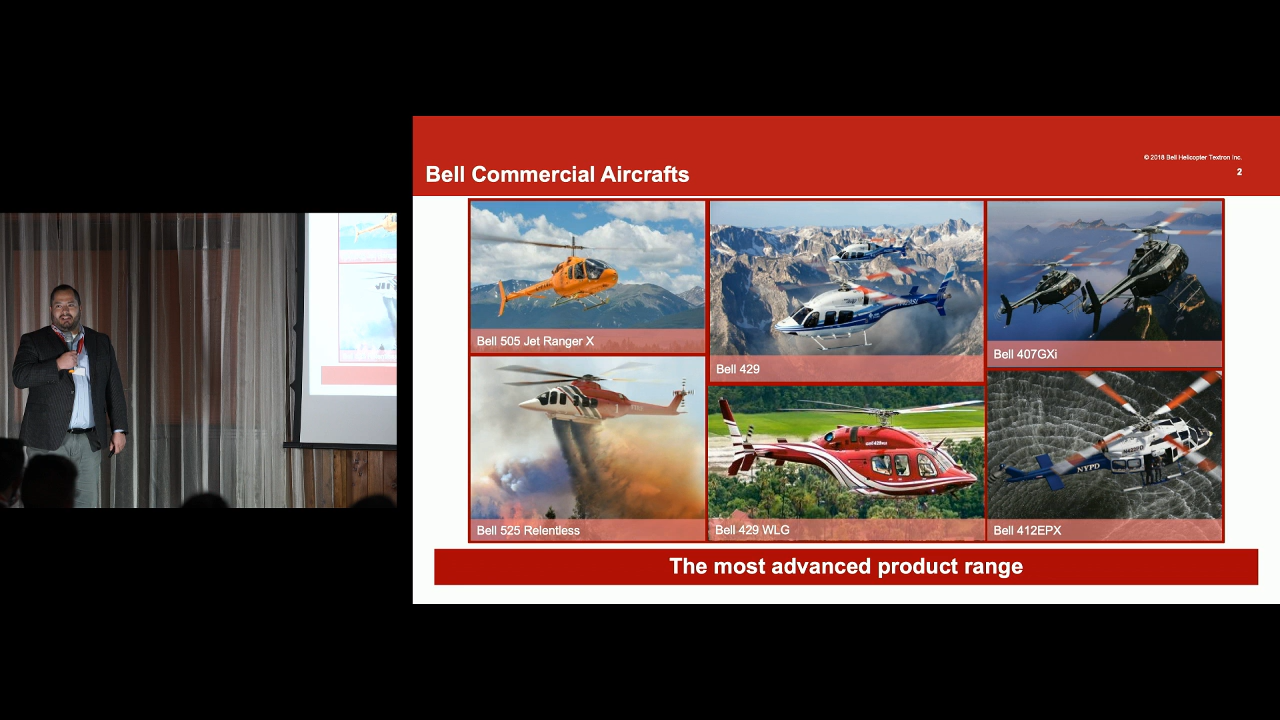 © 2018 Bell Helicopter Textron Inc.
Bell Commercial Aircrafts
2
Bell 505 Jet Ranger X
Bell 429
Bell 407GXi
Bell 525 Relentless
Bell 429 WLG
Bell 412EPX
NYPD
The most advanced product range